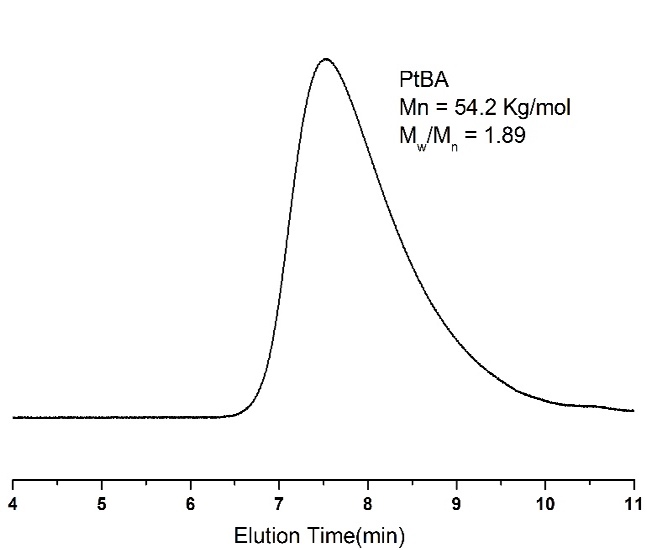 PtBA
Mn = 54.2 Kg/mol
Mw/Mn = 1.89
4 5 6 7 8 9 10 11
Elution Time(min)